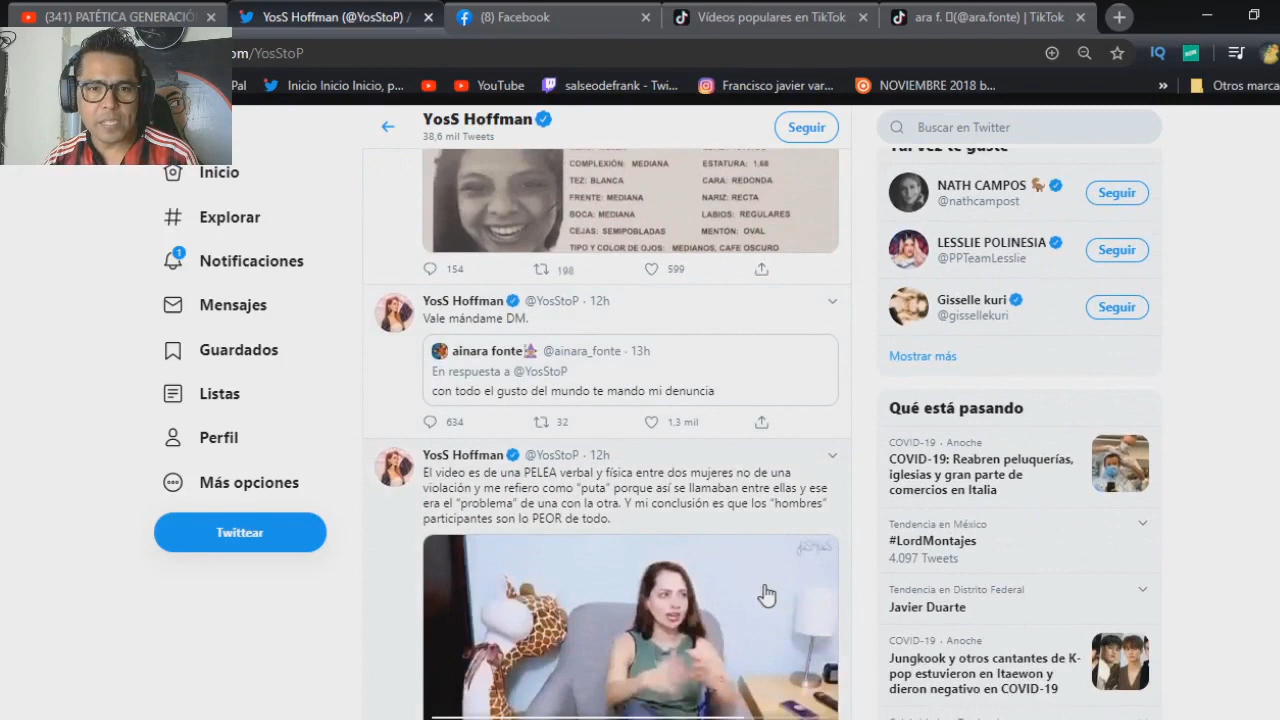 (341) PATÉTICA GENERACIÓ
YosS Hoffman (@YosStoP) /
(8) Facebook
Vídeos populares en TikTok
ara f. (@ara.fonte) | TikTok
om/YosStoP
Pal
Inicio Inicio Inicio, p...
YouTube
salseodefrank - Twi...
Francisco javier var...
NOVIEMBRE 2018 b...
»
Otros marca
YosS Hoffman
38,6 mil Tweets
Seguir
Buscar en Twitter
Inicio
Explorar
1
Notificaciones
Mensajes
Guardados
Listas
Perfil
Más opciones
Twittear
COMPLEXIÓN: MEDIANA
ESTATURA: 1.68
TEZ: BLANCA
CARA: REDONDA
FRENTE: MEDIANA
NARIZ: RECTA
BOCA: MEDIANA
LABIOS: REGULARES
CEJAS: SEMIPOBLADAS
MENTON: OVAL
TIPO Y COLOR DE OJOS: MEDIANOS, CAFE OSCURO
154 198 599
YosS Hoffman @YosStoP · 12h
Vale mándame DM.
ainara fonte @ainara_fonte · 13h
En respuesta a @YosStoP
con todo el gusto del mundo te mando mi denuncia
634 32 1,3 mil
YosS Hoffman @YosStoP · 12h
El video es de una PELEA verbal y física entre dos mujeres no de una
violación y me refiero como "puta" porque así se llamaban entre ellas y ese
era el "problema" de una con la otra. Y mi conclusión es que los "hombres"
participantes son lo PEOR de todo.
Tal vez te guste
NATH CAMPOS
@nathcampost
Seguir
LESSLIE POLINESIA
@PPTeamLesslie
Seguir
Gisselle kuri
@gissellekuri
Seguir
Mostrar más
Qué está pasando
COVID-19 · Anoche
COVID-19: Reabren peluquerías,
iglesias y gran parte de
comercios en Italia
Tendencia en México
#LordMontajes
4.097 Tweets
Tendencia en Distrito Federal
Javier Duarte
COVID-19 · Anoche
Jungkook y otros cantantes de K-
pop estuvieron en Itaewon y
dieron negativo en COVID-19